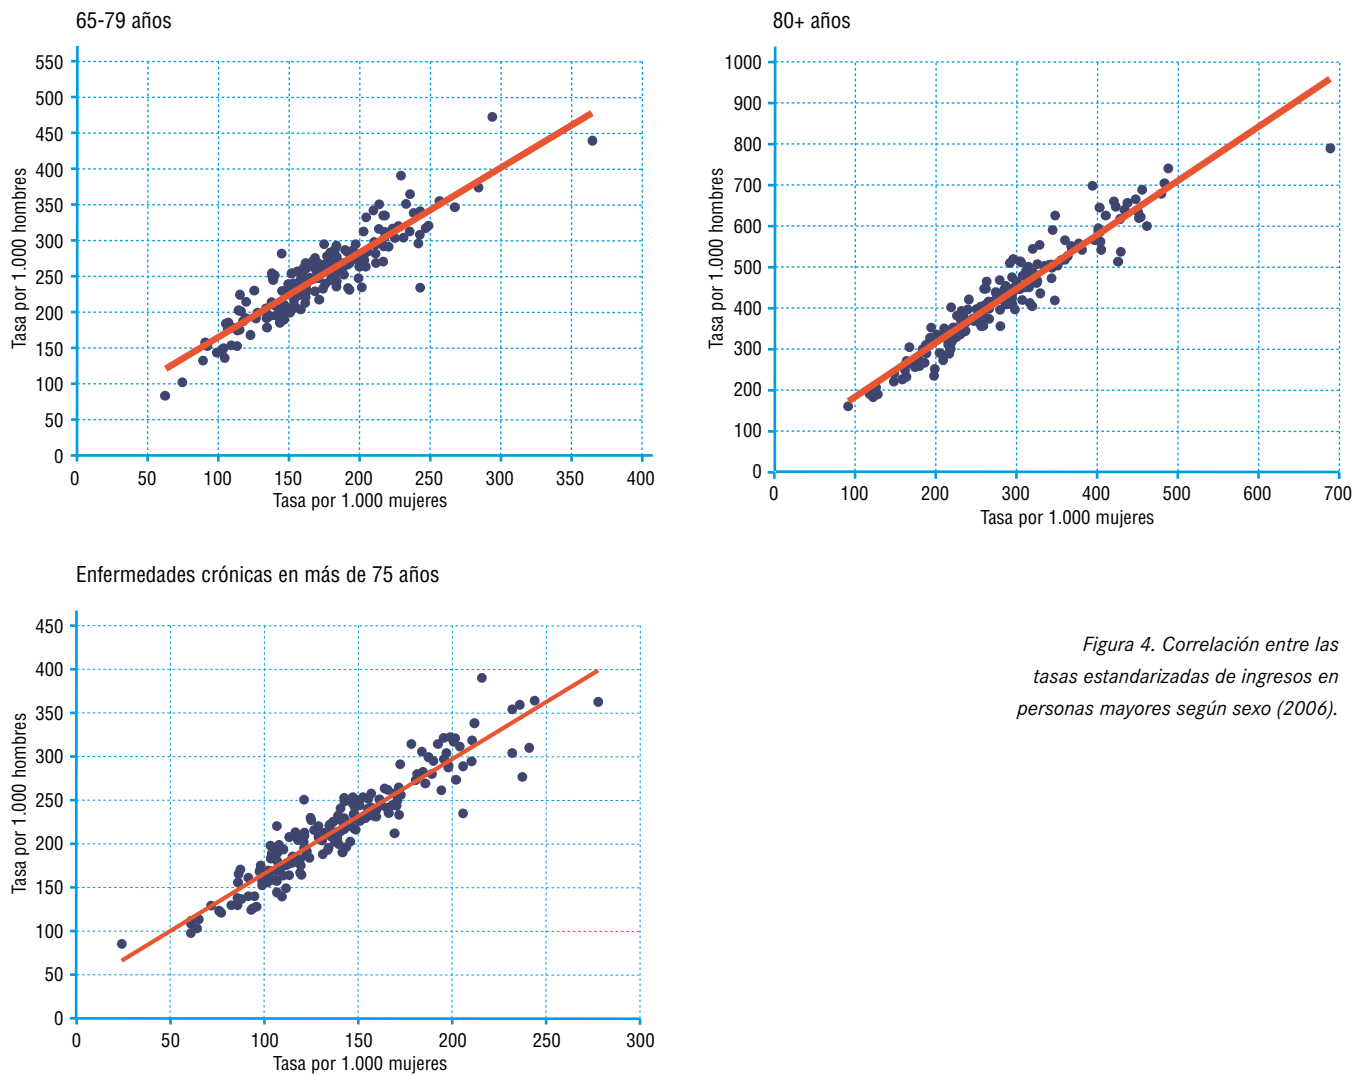 65-79 años
550
500
450
400
350
300
250
200
150
100
50
0
Tasa por 1.000 hombres
0 50 100 150 200 250 300 350 400
Tasa por 1.000 mujeres
80+ años
1000
900
800
700
600
500
400
300
200
100
0
Tasa por 1.000 hombres
0 100 200 300 400 500 600 700
Tasa por 1.000 mujeres
Enfermedades crónicas en más de 75 años
450
400
350
300
250
200
150
100
50
0
Tasa por 1.000 hombres
0 50 100 150 200 250 300
Tasa por 1.000 mujeres
Figura 4. Correlación entre las
tasas estandarizadas de ingresos en
personas mayores según sexo (2006).